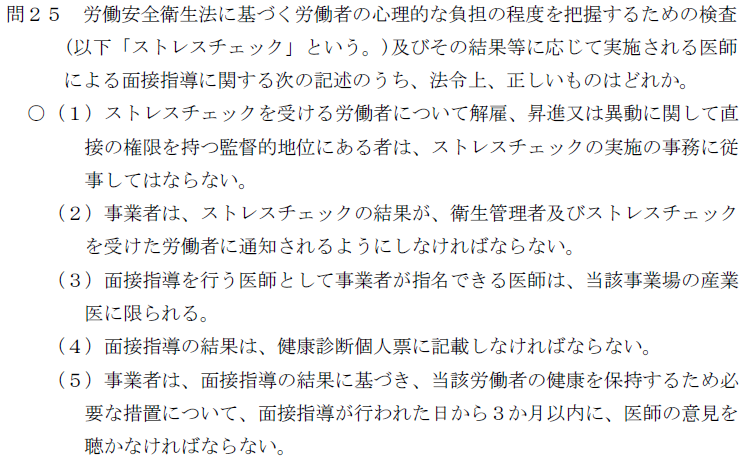 問２５　労働安全衛生法に基づく労働者の心理的な負担の程度を把握するための検査
(以下「ストレスチェック」という。)及びその結果等に応じて実施される医師
による面接指導に関する次の記述のうち、法令上、正しいものはどれか。
○（１）ストレスチェックを受ける労働者について解雇、昇進又は異動に関して直
接の権限を持つ監督的地位にある者は、ストレスチェックの実施の事務に従
事してはならない。
（２）事業者は、ストレスチェックの結果が、衛生管理者及びストレスチェック
を受けた労働者に通知されるようにしなければならない。
（３）面接指導を行う医師として事業者が指名できる医師は、当該事業場の産業
医に限られる。
（４）面接指導の結果は、健康診断個人票に記載しなければならない。
（５）事業者は、面接指導の結果に基づき、当該労働者の健康を保持するため必
要な措置について、面接指導が行われた日から３か月以内に、医師の意見を
聴かなければならない。